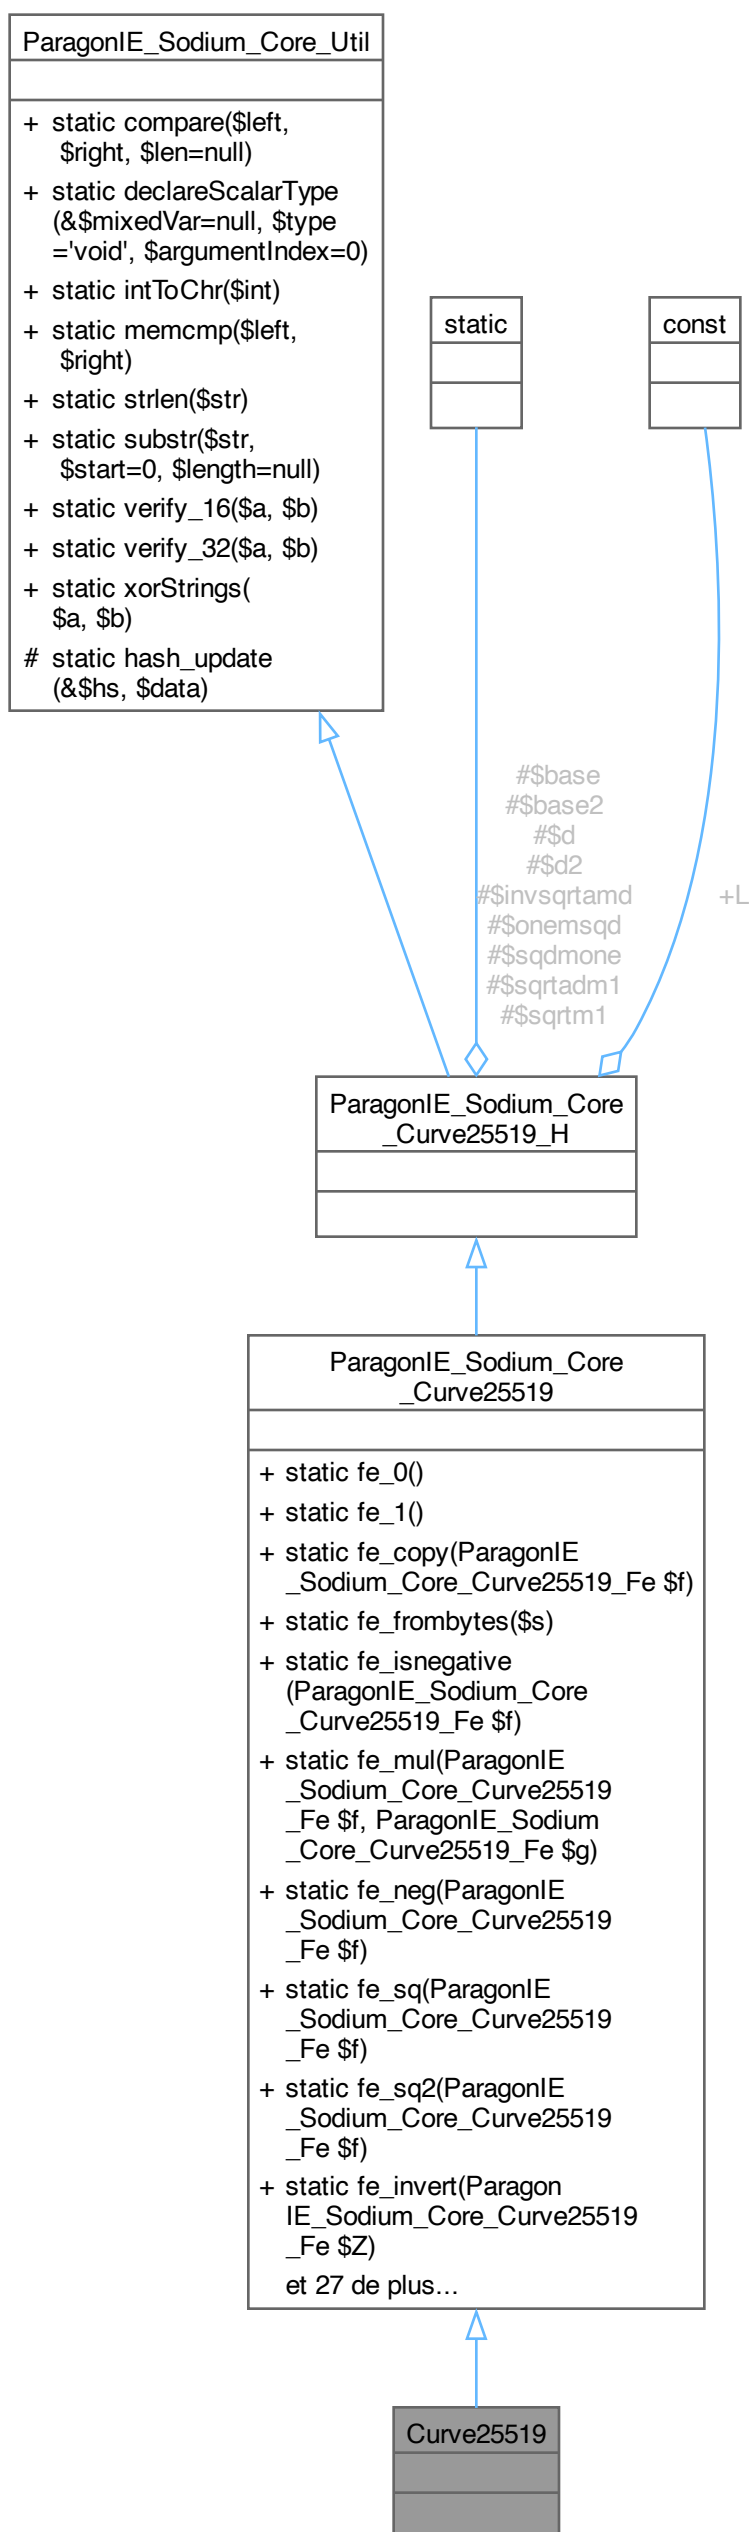 ParagonIE_Sodium_Core_Util
+ static compare($left,
$right, $len=null)
+ static declareScalarType
(&$mixedVar=null, $type
='void', $argumentIndex=0)
+ static intToChr($int)
+ static memcmp($left,
$right)
+ static strlen($str)
+ static substr($str,
$start=0, $length=null)
+ static verify_16($a, $b)
+ static verify_32($a, $b)
+ static xorStrings(
$a, $b)
# static hash_update
(&$hs, $data)
static
const
#$base
#$base2
#$d
#$d2
#$invsqrtamd
#$onemsqd
#$sqdmone
#$sqrtadm1
#$sqrtm1
+L
ParagonIE_Sodium_Core
_Curve25519_H
ParagonIE_Sodium_Core
_Curve25519
+ static fe_0()
+ static fe_1()
+ static fe_copy(ParagonIE
_Sodium_Core_Curve25519_Fe $f)
+ static fe_frombytes($s)
+ static fe_isnegative
(ParagonIE_Sodium_Core
_Curve25519_Fe $f)
+ static fe_mul(ParagonIE
_Sodium_Core_Curve25519
_Fe $f, ParagonIE_Sodium
_Core_Curve25519_Fe $g)
+ static fe_neg(ParagonIE
_Sodium_Core_Curve25519
_Fe $f)
+ static fe_sq(ParagonIE
_Sodium_Core_Curve25519
_Fe $f)
+ static fe_sq2(ParagonIE
_Sodium_Core_Curve25519
_Fe $f)
+ static fe_invert(Paragon
IE_Sodium_Core_Curve25519
_Fe $Z)
et 27 de plus...
Curve25519